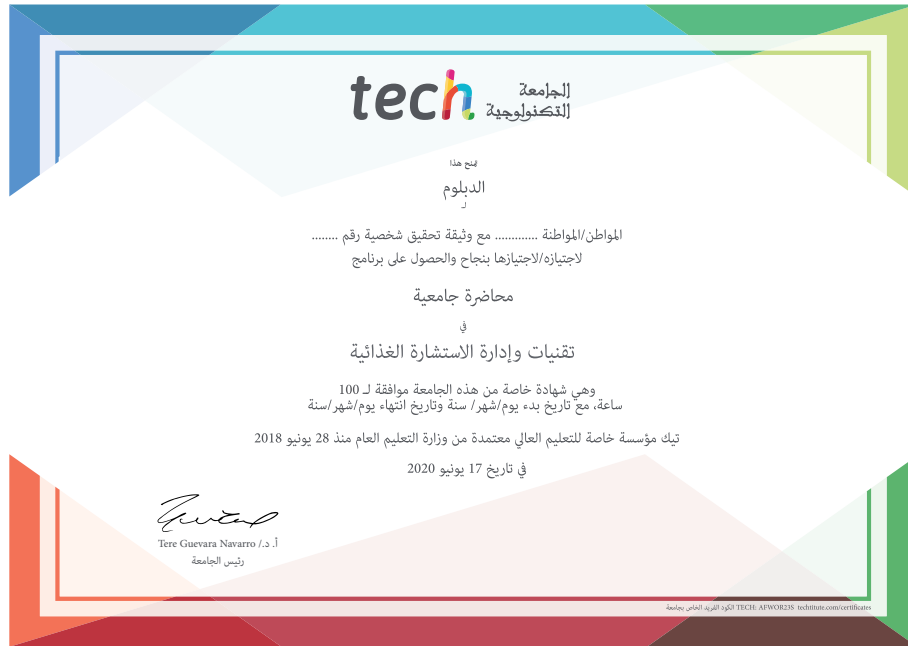 tech الجامعة
التكنولوجية
يمنح هذا
الدبلوم
لـ
المواطن/المواطنة ............. مع وثيقة تحقيق شخصية رقم ........
لاجتيازه/لاجتيازها بنجاح والحصول على برنامج
محاضرة جامعية
في
تقنيات وإدارة الاستشارة الغذائية
وهي شهادة خاصة من هذه الجامعة موافقة لـ 100
ساعة، مع تاريخ بدء يوم/شهر/ سنة وتاريخ انتهاء يوم/شهر/سنة
تيك مؤسسة خاصة للتعليم العالي معتمدة من وزارة التعليم العام منذ 28 يونيو 2018
في تاريخ 17 يونيو 2020
أ. د./ Tere Guevara Navarro
رئيس الجامعة
الكود الفريد الخاص بجامعة TECH: AFWOR23S techtitute.com/certificates